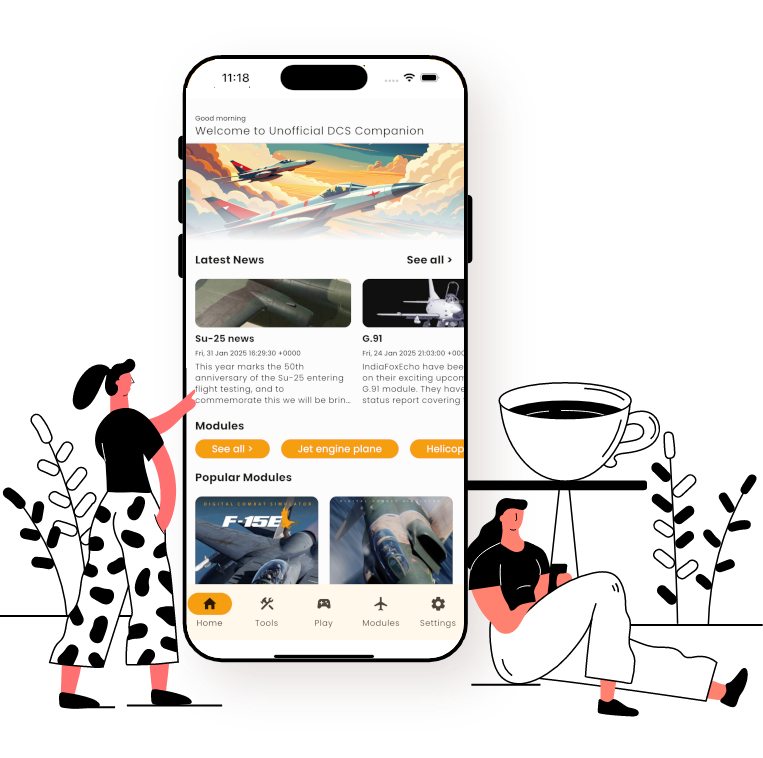 11:18
Good morning
Welcome to Unofficial DCS Companion
Latest News
See all >
Su-25 news
Fri, 31 Jan 2025 16:29:30 +0000
This year marks the 50th
anniversary of the Su-25 entering
flight testing, and to
commemorate this we will be brin...
G.91
Fri, 24 Jan 2025 21:03:00 +000
IndiaFoxEcho have bee
on their exciting upcom
G.91 module. They have
status report covering
Modules
See all >
Jet engine plane
Helicop
Popular Modules
DIGITAL COMBAT SIMULATOR
F-15E
DIGITAL COMBAT SIMULATOR
Home
Tools
Play
Modules
Settings